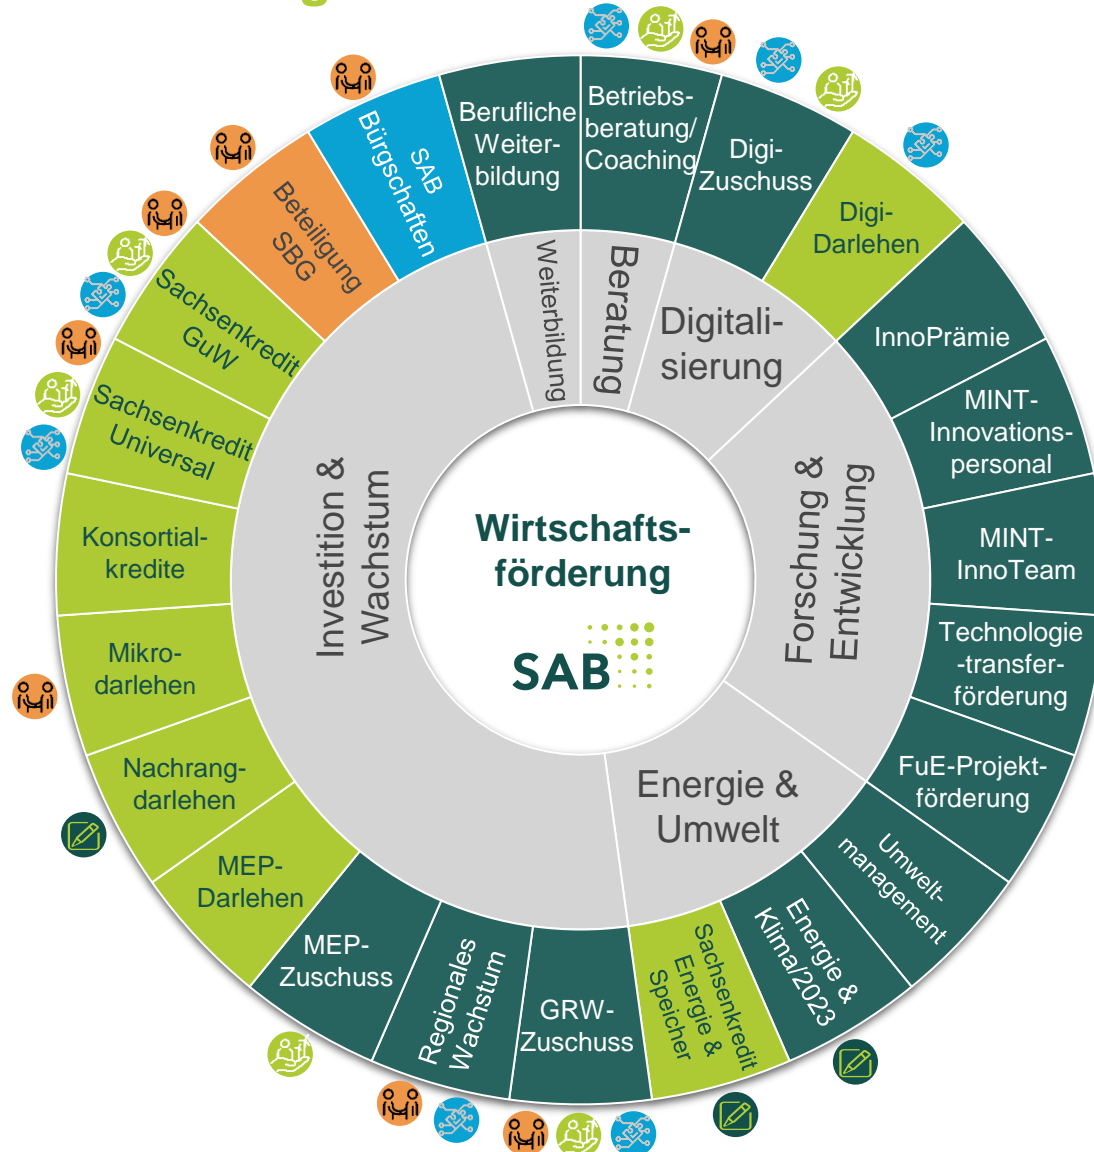 Wirtschafts-
förderung
SAB
Weiterbildung
Beratung
Digitali-
sierung
Forschung &
Entwicklung
Energie &
Umwelt
Investition &
Wachstum
Berufliche
Weiter-
bildung
Betriebs-
beratung/
Coaching
Digi-
Zuschuss
Digi-
Darlehen
InnoPrämie
MINT-
Innovations-
personal
MINT-
InnoTeam
Technologie
-transfer-
förderung
FuE-Projekt-
förderung
Umwelt-
management
Energie &
Klima/2023
Sachsenkredit
Energie &
Speicher
GRW-
Zuschuss
Regionales
Wachstum
MEP-
Zuschuss
MEP-
Darlehen
Nachrang-
darlehen
Mikro-
darlehen
Konsortial-
kredite
Sachsenkredit
Universal
Sachsenkredit
GuW
Beteiligung
SBG
SAB
Bürgschaften